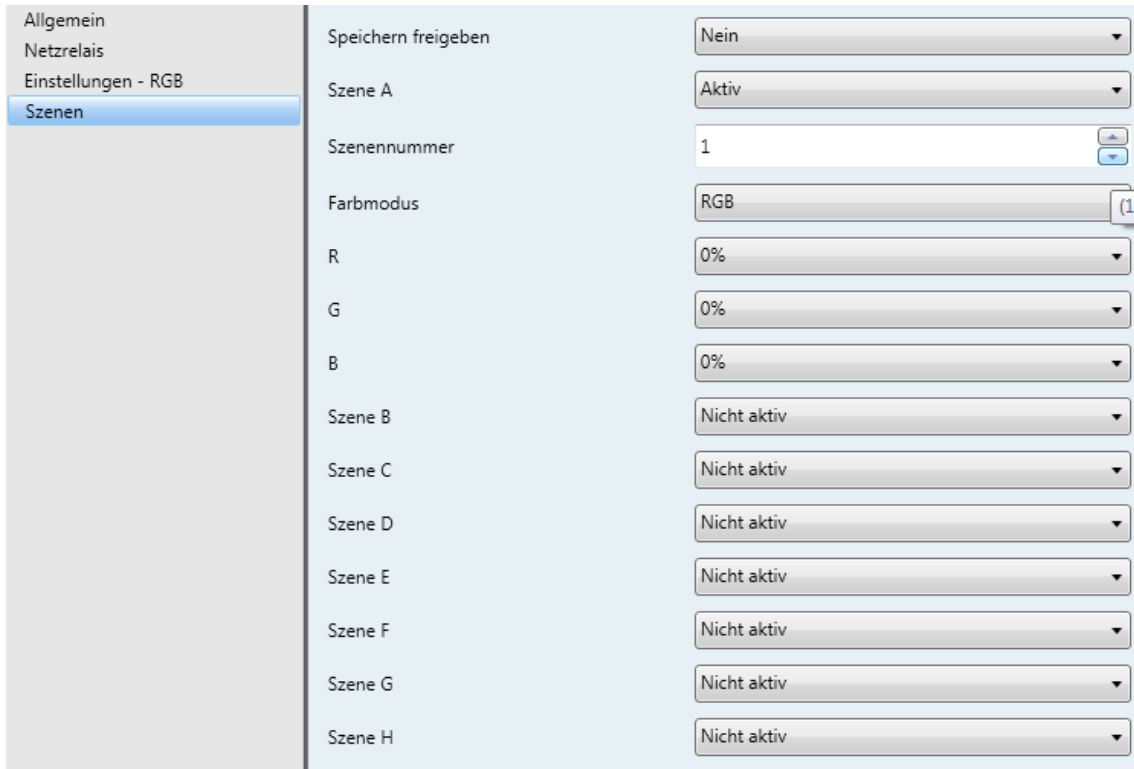 Allgemein
Netzrelais
Einstellungen - RGB
Szenen
Speichern freigeben Nein
Szene A Aktiv
Szenennummer 1
Farbmodus RGB
(1
R 0%
G 0%
B 0%
Szene B Nicht aktiv
Szene C Nicht aktiv
Szene D Nicht aktiv
Szene E Nicht aktiv
Szene F Nicht aktiv
Szene G Nicht aktiv
Szene H Nicht aktiv